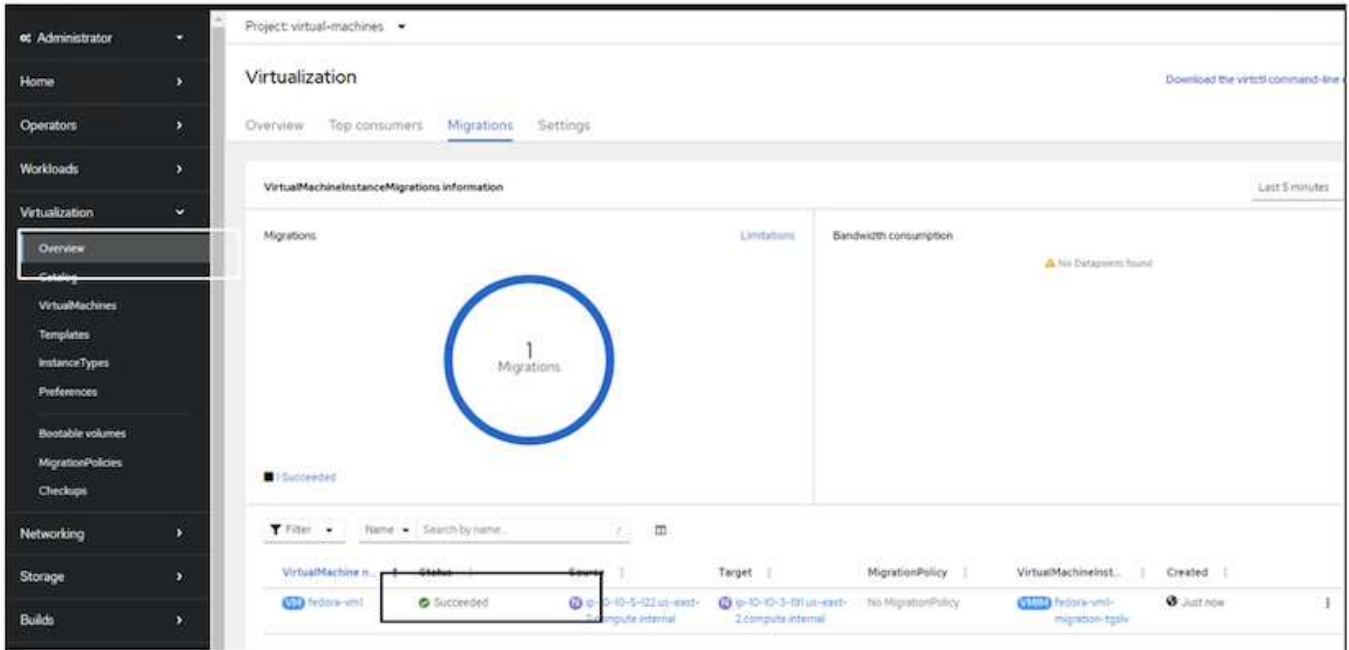 Administrator
Home
Operators
Workloads
Virtualization
Overview
Catalog
VirtualMachines
Templates
InstanceTypes
Preferences
Bootable volumes
MigrationPolicies
Checkups
Networking
Storage
Builds
Project: virtual-machines
Virtualization
Download the virtctl command-line
Overview Top consumers Migrations Settings
VirtualMachineInstanceMigrations information
Last 5 minutes
Migrations
Limitations
1
Migrations
1 Succeeded
Bandwidth consumption
No Datapoints found
Filter Name Search by name... /
VirtualMachine n... Status Source Target MigrationPolicy VirtualMachineInst... Created
VM fedora-vm1 Succeeded N ip-10-10-5-122.us-east- N ip-10-10-3-191.us-east- No MigrationPolicy VMIM fedora-vm1- Just now
2.compute.internal 2.compute.internal